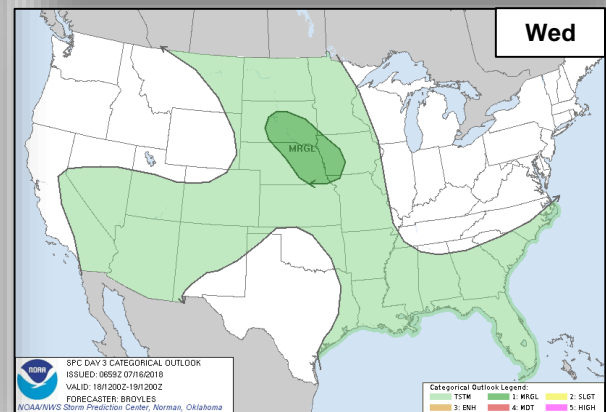 Wed
MRGL
NOAA
SPC DAY 3 CATEGORICAL OUTLOOK
ISSUED: 0659Z 07/16/2018
VALID: 18/1200Z-19/1200Z
FORECASTER: BROYLES
NOAA/NWS Storm Prediction Center, Norman, Oklahoma
Categorical Outlook Legend:
TSTM 1: MRGL 2: SLGT
3: ENH 4: MDT 5: HIGH